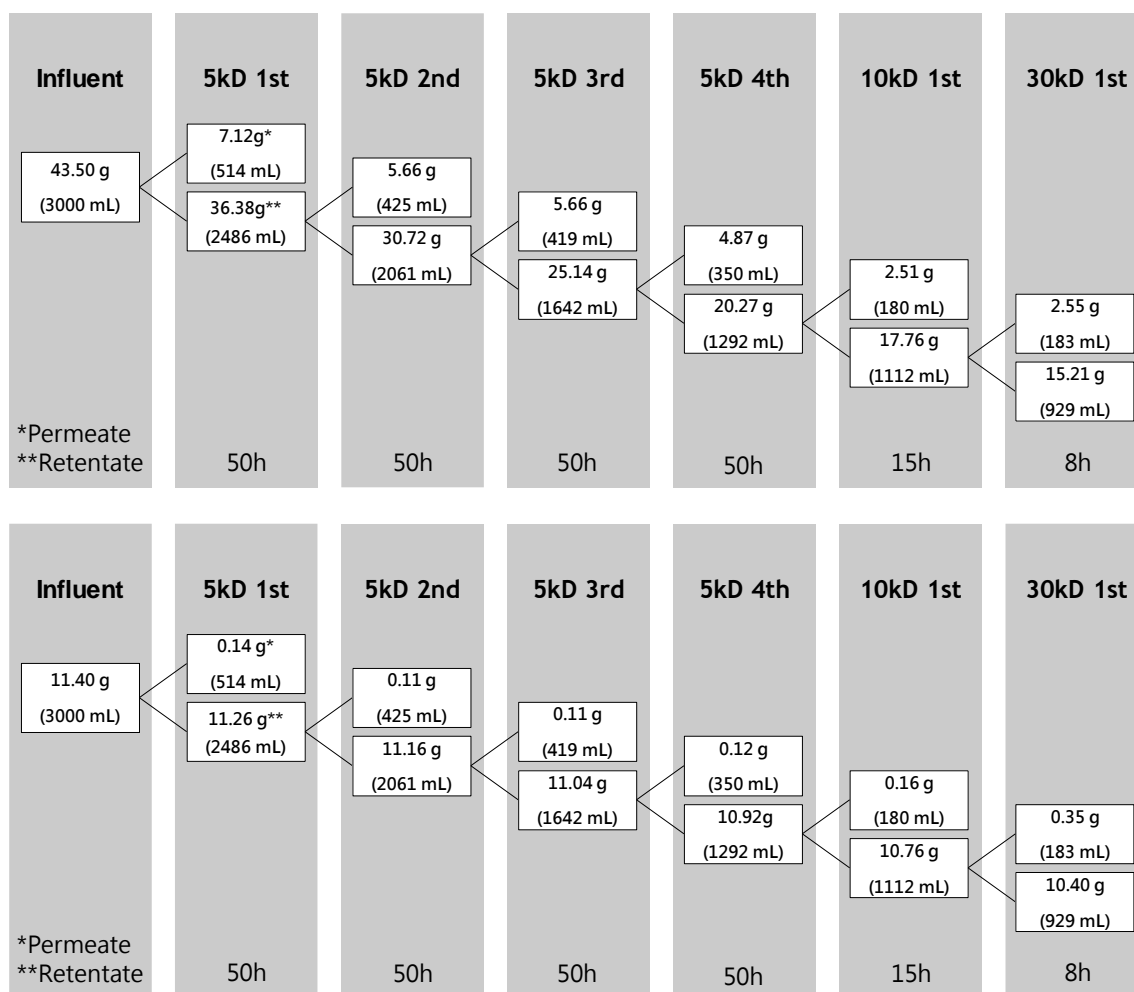 Influent 5kD 1st 5kD 2nd 5kD 3rd 5kD 4th 10kD 1st 30kD 1st
7.12g*
(514 mL)
43.50 g
(3000 mL)
5.66 g
(425 mL)
36.38g**
(2486 mL)
5.66 g
(419 mL)
30.72 g
(2061 mL)
4.87 g
(350 mL)
25.14 g
(1642 mL)
2.51 g
(180 mL)
20.27 g
(1292 mL)
2.55 g
(183 mL)
17.76 g
(1112 mL)
15.21 g
(929 mL)
*Permeate
**Retentate 50h 50h 50h 50h 15h 8h
Influent 5kD 1st 5kD 2nd 5kD 3rd 5kD 4th 10kD 1st 30kD 1st
0.14 g*
(514 mL)
11.40 g
(3000 mL)
0.11 g
(425 mL)
11.26 g**
(2486 mL)
0.11 g
(419 mL)
11.16 g
(2061 mL)
0.12 g
(350 mL)
11.04 g
(1642 mL)
0.16 g
(180 mL)
10.92g
(1292 mL)
0.35 g
(183 mL)
10.76 g
(1112 mL)
10.40 g
(929 mL)
*Permeate
**Retentate 50h 50h 50h 50h 15h 8h